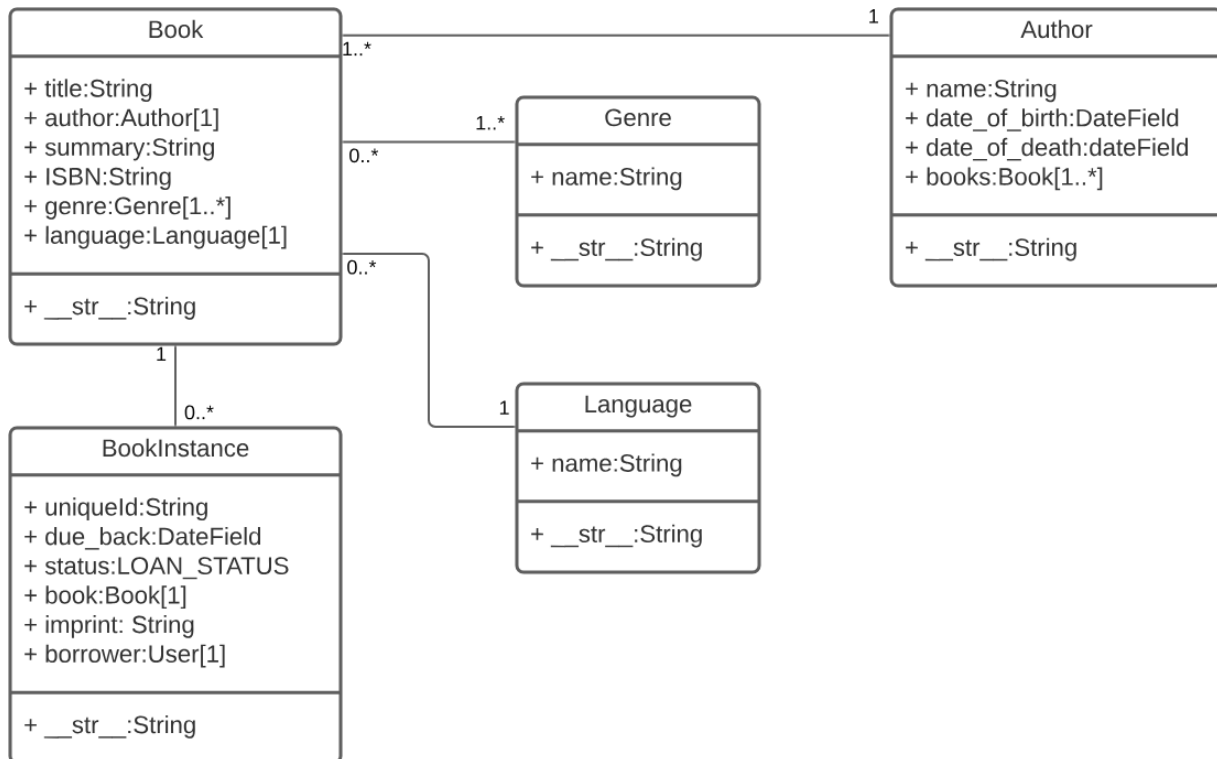 Book
+ title:String
+ author:Author[1]
+ summary:String
+ ISBN:String
+ genre:Genre[1..*]
+ language:Language[1]
+ __str__:String
1..*
1
Author
+ name:String
+ date_of_birth:DateField
+ date_of_death:dateField
+ books:Book[1..*]
+ __str__:String
0..*
1..*
Genre
+ name:String
+ __str__:String
0..*
1
Language
+ name:String
+ __str__:String
1
0..*
BookInstance
+ uniqueId:String
+ due_back:DateField
+ status:LOAN_STATUS
+ book:Book[1]
+ imprint: String
+ borrower:User[1]
+ __str__:String